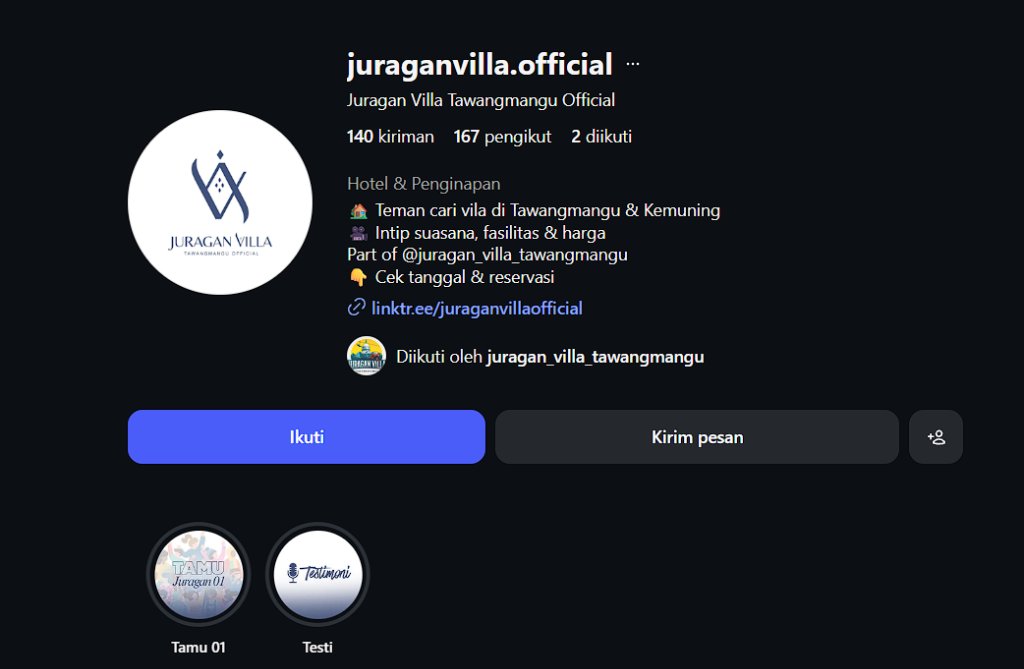 juraganvilla.official ...
Juragan Villa Tawangmangu Official
140 kiriman 167 pengikut 2 diikuti
JURAGAN VILLA
TAWANGMANGU OFFICIAL
Hotel & Penginapan
🏠 Teman cari vila di Tawangmangu & Kemuning
🎥 Intip suasana, fasilitas & harga
Part of @juragan_villa_tawangmangu
👇 Cek tanggal & reservasi
linktr.ee/juraganvillaofficial
Diikuti oleh juragan_villa_tawangmangu
Ikuti
Kirim pesan
TAMU
Juragan 01
Testimoni
Tamu 01
Testi